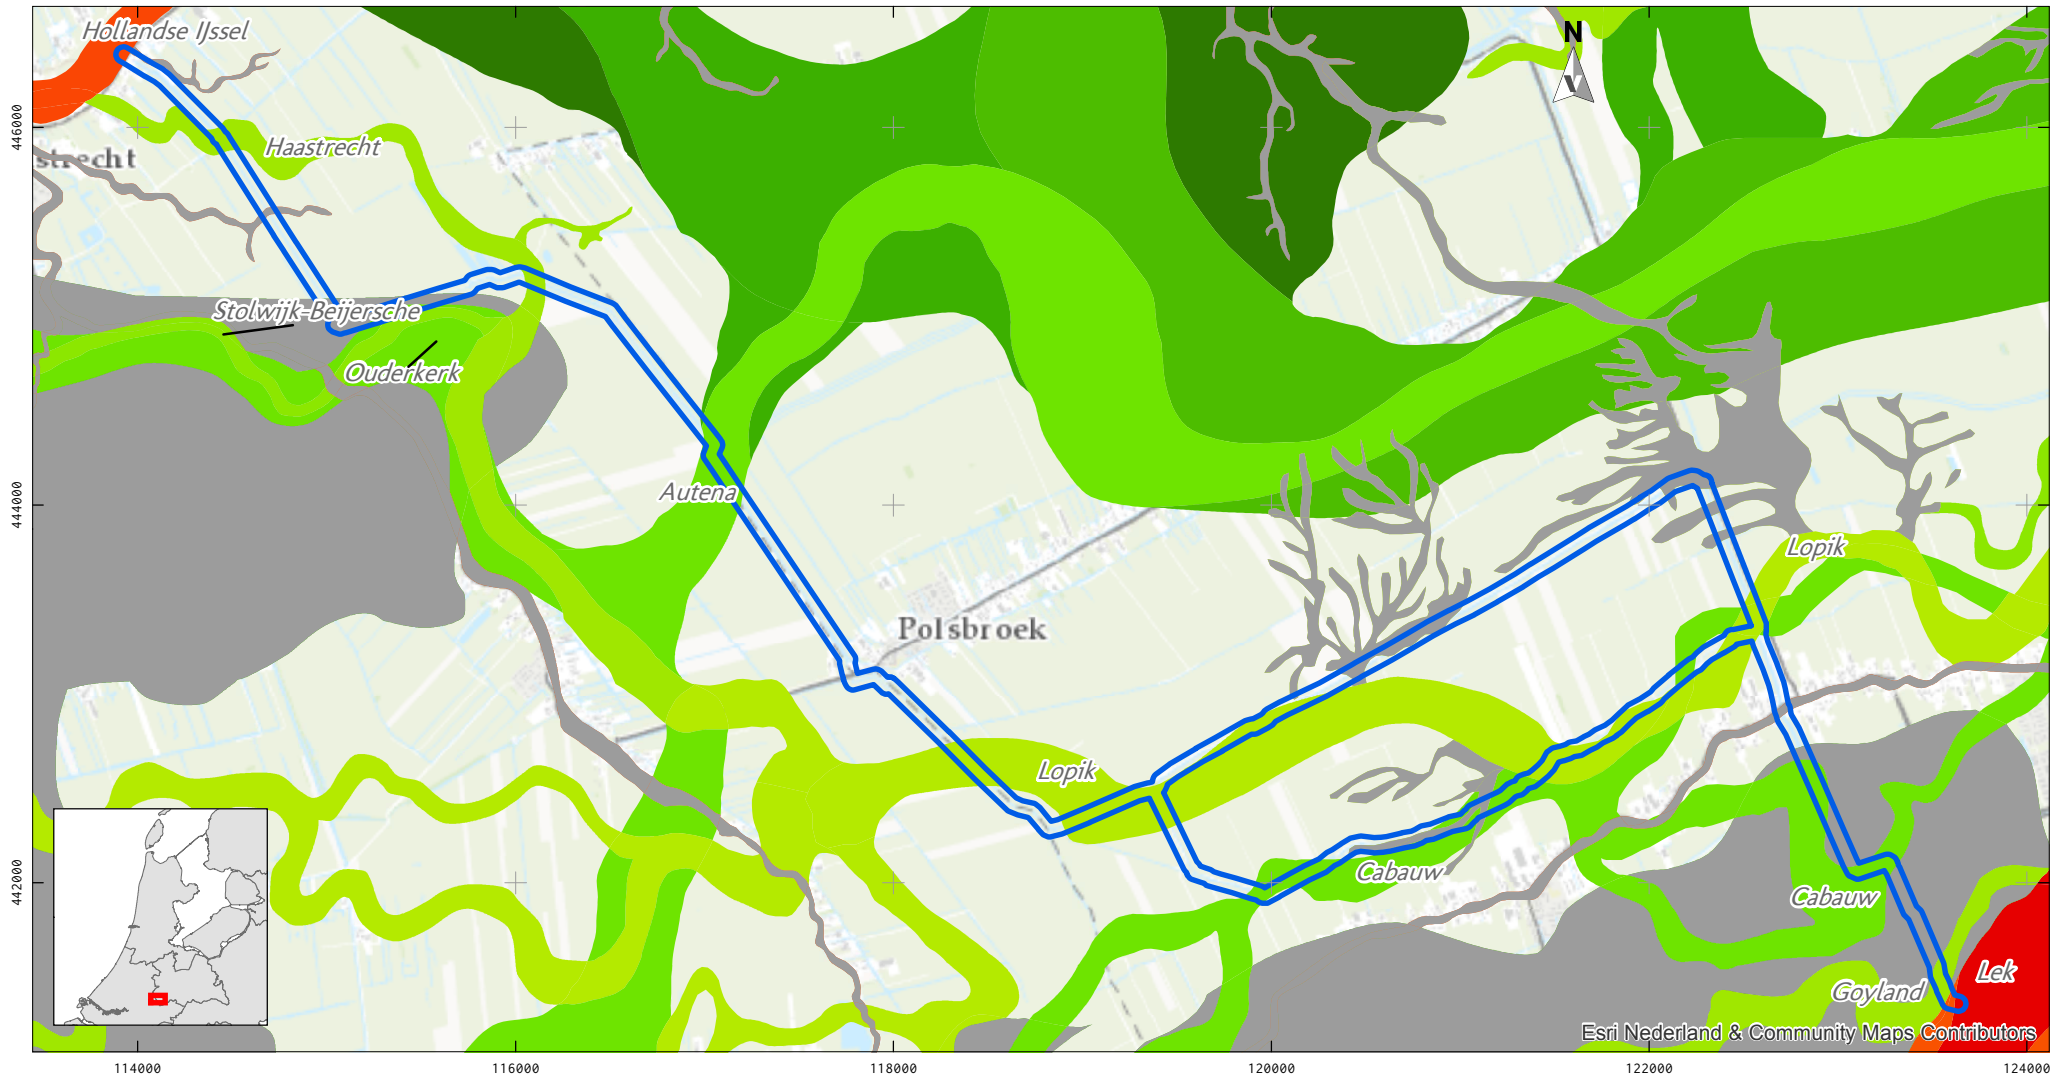 Hollandse IJssel
N
V
Haastrecht
strecht
Stolwijk-Beijersche
Ouderkerk
Autena
Lopik
Polsbroek
Lopik
Cabauw
Cabauw
Lek
Goyland
Esri Nederland & Community Maps Contributors
446000
444000
442000
114000
116000
118000
120000
122000
124000